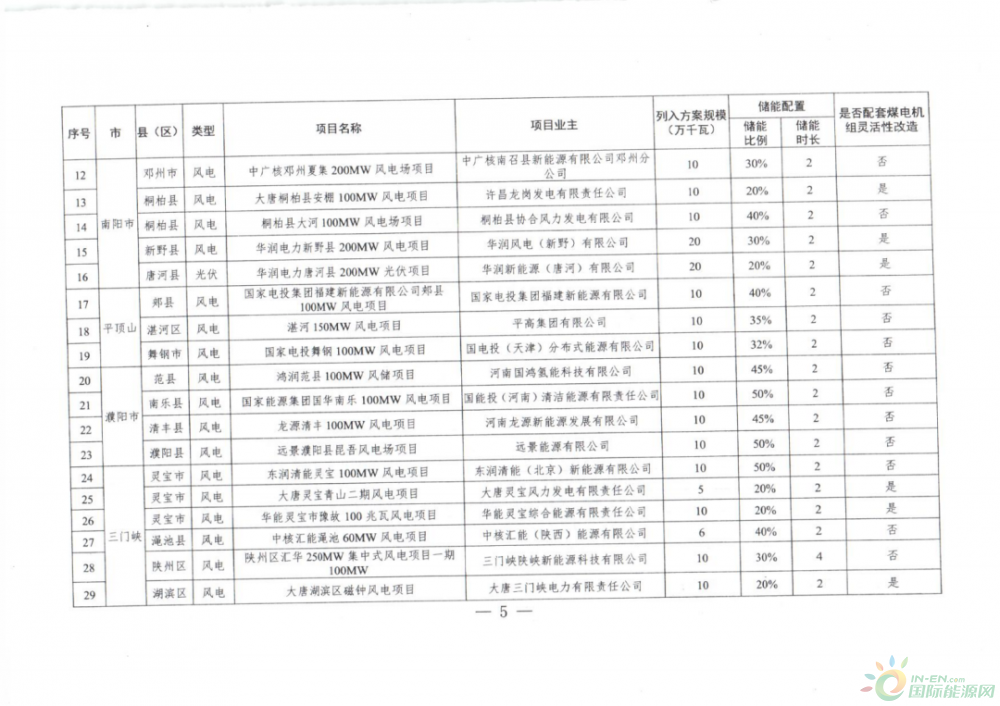 序号 市 县（区） 类型 项目名称 项目业主 列入方案规模（万千瓦） 储能配置 储能比例 储能时长 是否配套煤电机组灵活性改造
12 南阳市 邓州市 风电 中广核邓州夏集200MW风电场项目 中广核南召县新能源有限公司邓州分公司 10 30% 2 否
13 桐柏县 风电 大唐桐柏县安棚100MW风电项目 许昌龙岗发电有限责任公司 10 20% 2 是
14 桐柏县 风电 桐柏县大河100MW风电场项目 桐柏县协合风力发电有限公司 10 40% 2 否
15 新野县 风电 华润电力新野县200MW风电项目 华润风电（新野）有限公司 20 30% 2 是
16 唐河县 光伏 华润电力唐河县200MW光伏项目 华润新能源（唐河）有限公司 20 20% 2 是
17 平顶山 郏县 风电 国家电投集团福建新能源有限公司郏县100MW风电项目 国家电投集团福建新能源有限公司 10 40% 2 否
18 湛河区 风电 湛河150MW风电项目 平高集团有限公司 10 35% 2 否
19 舞钢市 风电 国家电投舞钢100MW风电项目 国电投（天津）分布式能源有限公司 10 32% 2 否
20 濮阳市 范县 风电 鸿润范县100MW风储项目 河南国鸿氢能科技有限公司 10 45% 2 否
21 南乐县 风电 国家能源集团国华南乐100MW风电项目 国能投（河南）清洁能源有限责任公司 10 50% 2 否
22 清丰县 风电 龙源清丰100MW风电项目 河南龙源新能源发展有限公司 10 45% 2 否
23 濮阳县 风电 远景濮阳县昆吾风电场项目 远景能源有限公司 10 50% 2 否
24 三门峡 灵宝市 风电 东润清能灵宝100MW风电项目 东润清能（北京）新能源有限公司 10 50% 2 否
25 灵宝市 风电 大唐灵宝青山二期风电项目 大唐灵宝风力发电有限责任公司 5 20% 2 是
26 灵宝市 风电 华能灵宝市豫故100兆瓦风电项目 华能灵宝综合能源有限责任公司 10 20% 2 是
27 渑池县 风电 中核汇能渑池60MW风电项目 中核汇能（陕西）能源有限公司 6 40% 2 否
28 陕州区 风电 陕州区汇华250MW集中式风电项目一期100MW 三门峡陕峡新能源科技有限公司 10 30% 4 否
29 湖滨区 风电 大唐湖滨区磁钟风电项目 大唐三门峡电力有限责任公司 10 20% 2 是
— 5 —
IN-EN.com
国际能源网